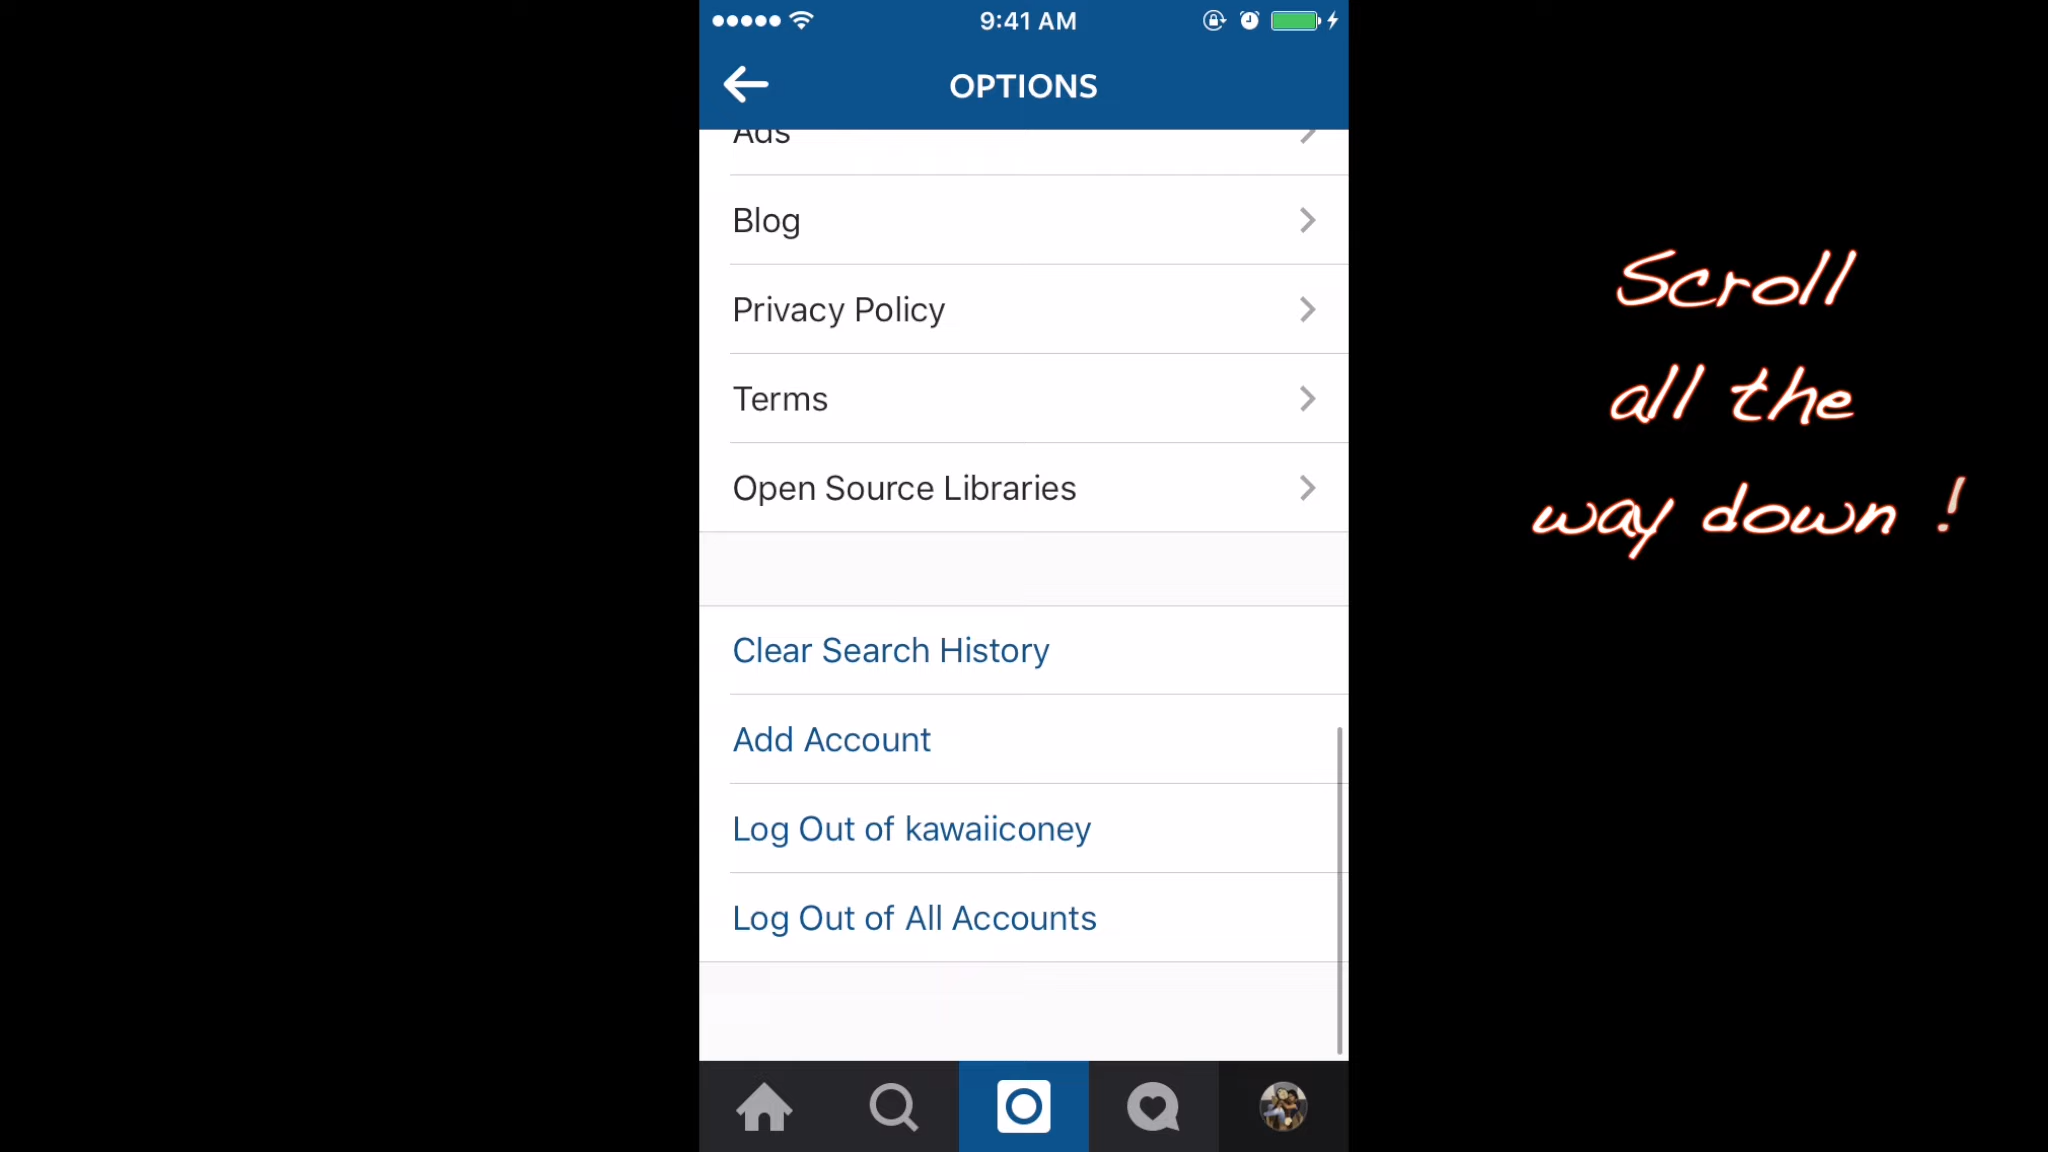 9:41 AM
OPTIONS
Ads
Blog
Privacy Policy
Terms
Open Source Libraries
Clear Search History
Add Account
Log Out of kawaiiconey
Log Out of All Accounts
Scroll
all the
way down !